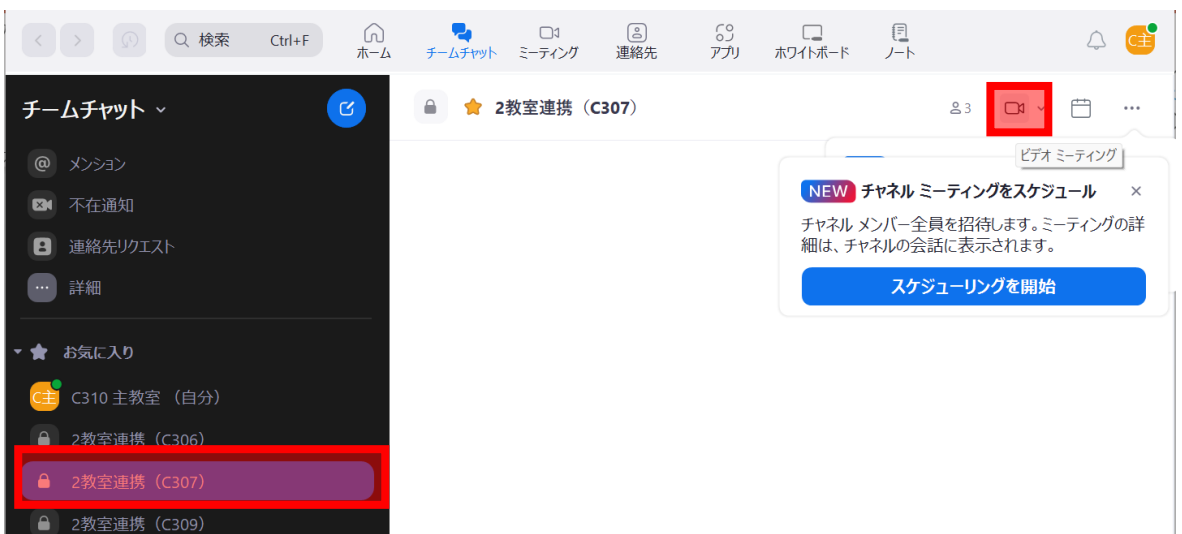 検索 Ctrl+F
ホーム
チームチャット
ミーティング
連絡先
アプリ
ホワイトボード
ノート
C主
チームチャット
2教室連携（C307）
3
ビデオ ミーティング
@ メンション
不在通知
連絡先リクエスト
詳細
NEW チャネル ミーティングをスケジュール
チャネル メンバー全員を招待します。ミーティングの詳
細は、チャネルの会話に表示されます。
スケジューリングを開始
お気に入り
C主 C310 主教室 （自分）
2教室連携（C306）
2教室連携（C307）
2教室連携（C309）